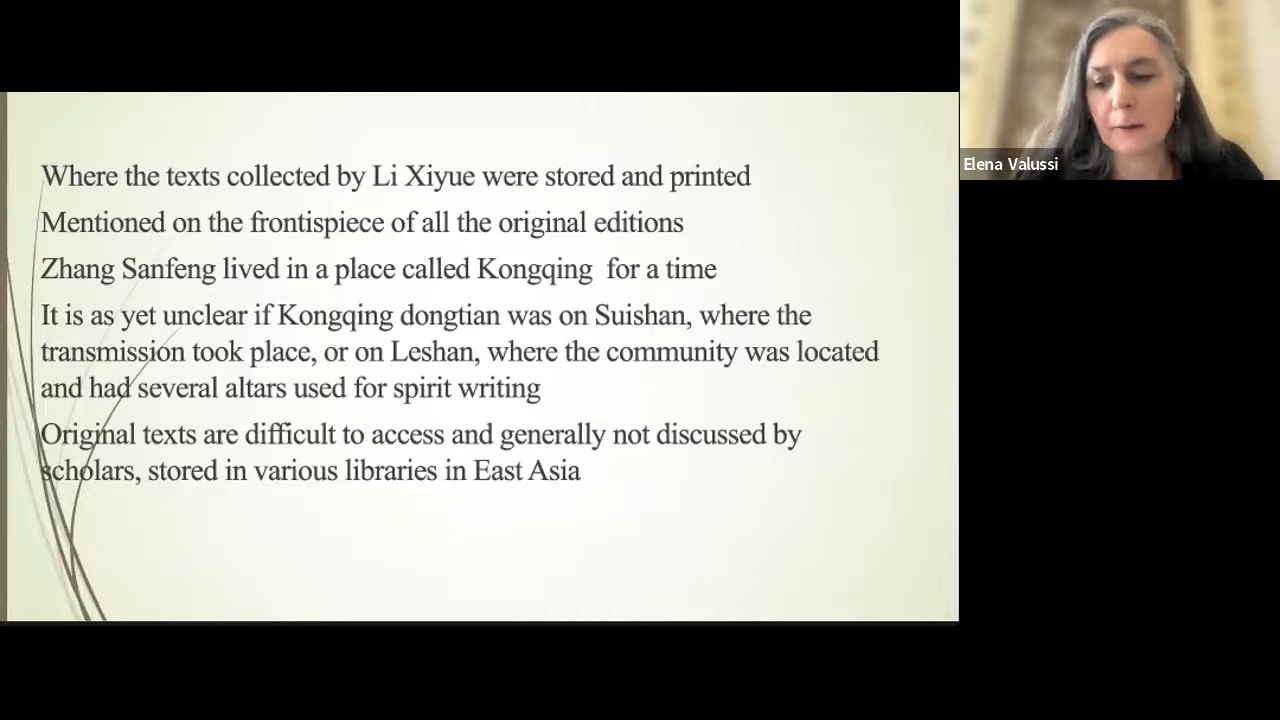 Where the texts collected by Li Xiyue were stored and printed
Mentioned on the frontispiece of all the original editions
Zhang Sanfeng lived in a place called Kongqing  for a time
It is as yet unclear if Kongqing dongtian was on Suishan, where the
transmission took place, or on Leshan, where the community was located
and had several altars used for spirit writing
Original texts are difficult to access and generally not discussed by
scholars, stored in various libraries in East Asia
Elena Valussi